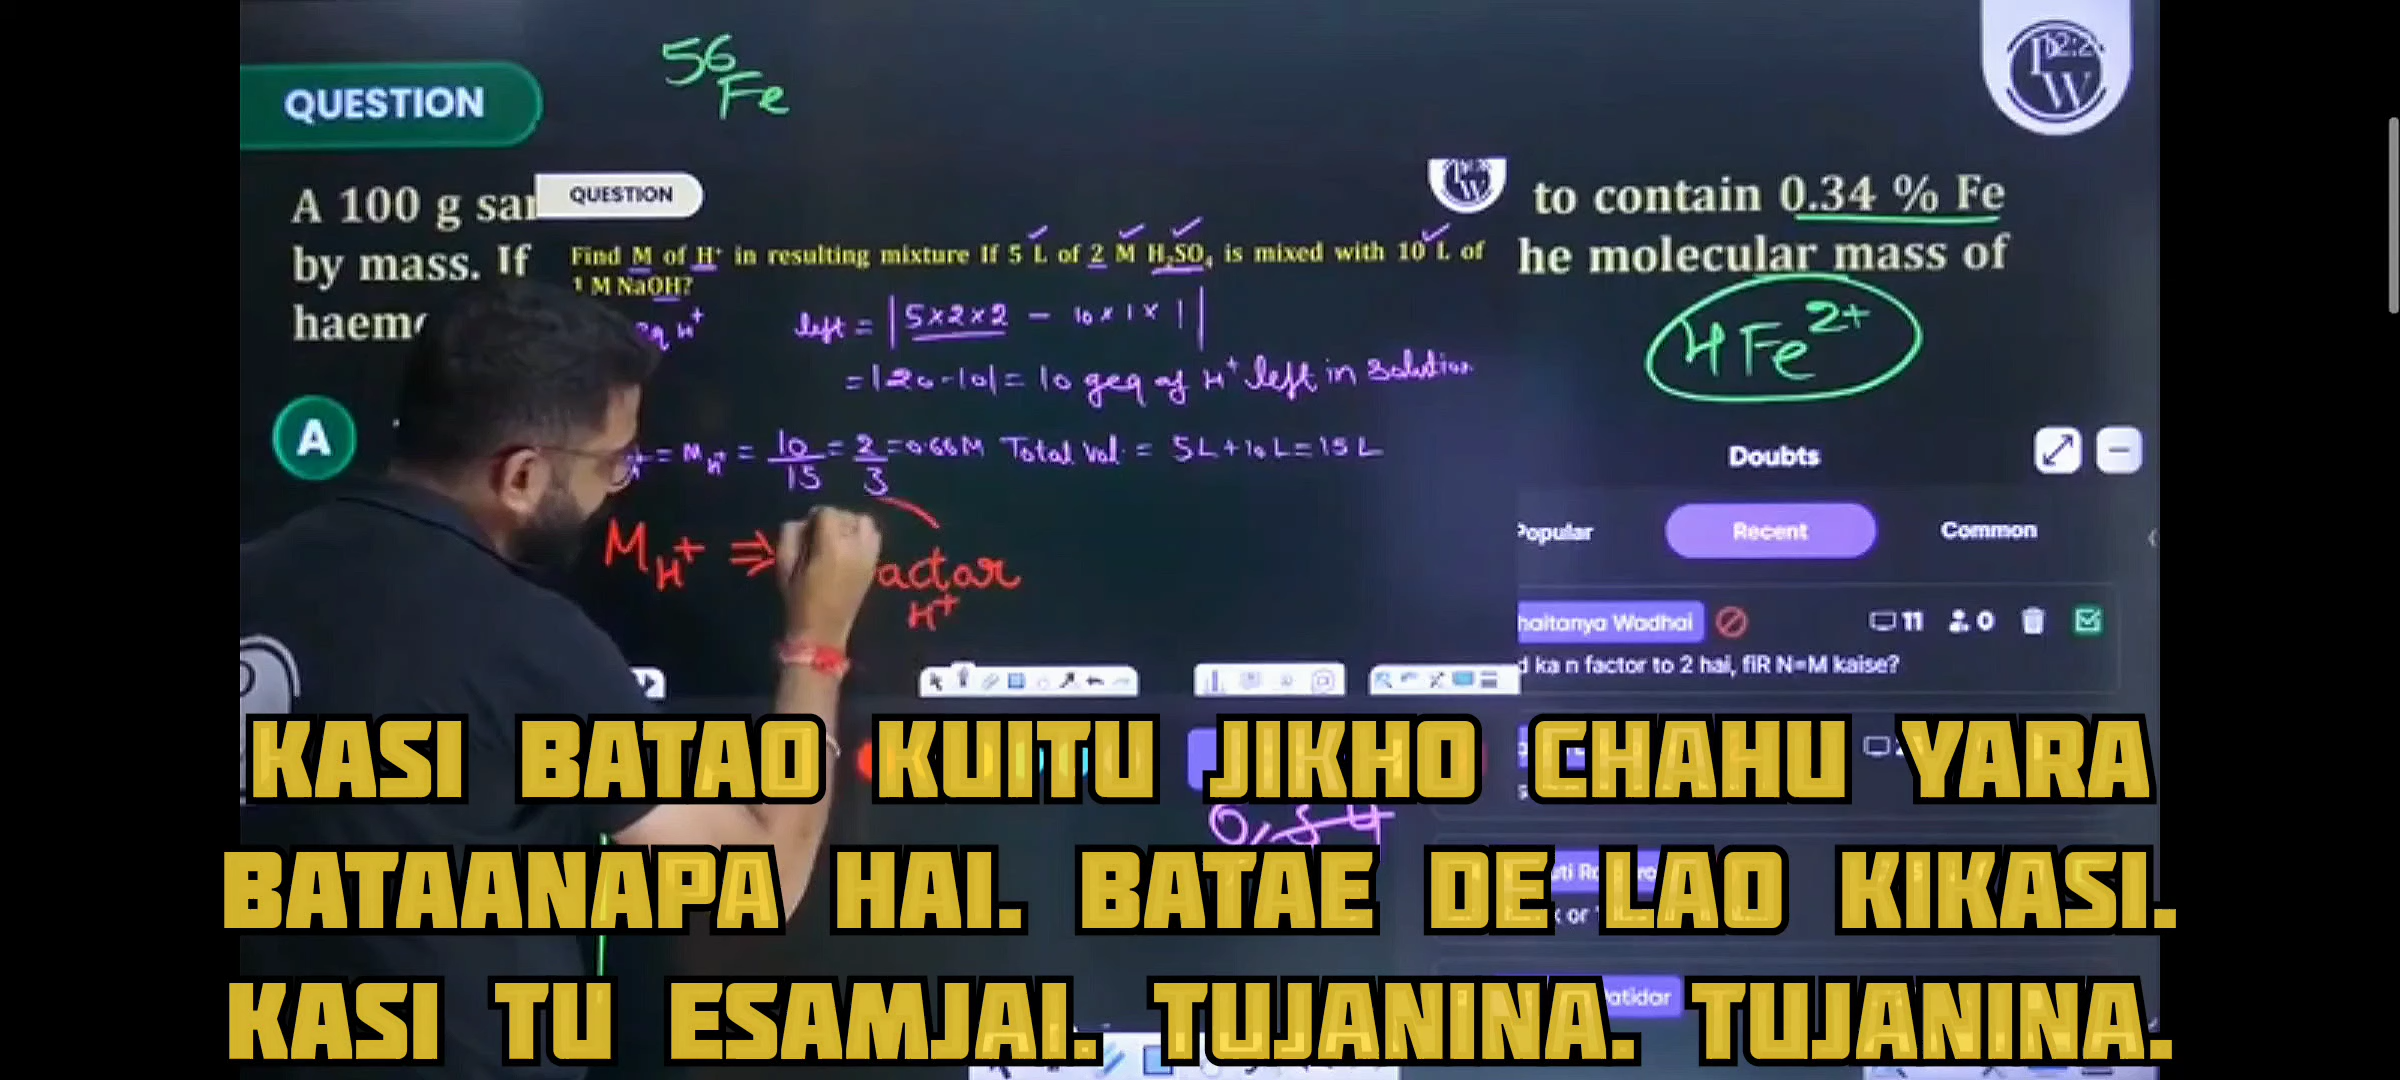 56
Fe
QUESTION
A 100 g
to contain 0.34 % Fe
by mass. If
he molecular mass of
haem
QUESTION
Find M of H⁺ in resulting mixture If 5 L of 2 M H₂SO₄ is mixed with 10 L of
1 M NaOH?
left = |5×2×2 - 10×1×1|
= |20-10| = 10 geq of H⁺ left in solution
= M H⁺ = 10/15 = 2/3 = 0.66M Total Vol. = 5L+10L=15L
M H⁺ ⇒ actor
H⁺
4Fe²⁺
A
Doubts
Popular Recent Common
haitanya Wadhai 11 0
d ka n factor to 2 hai, fiR N=M kaise?
KASI BATAO KUITU JIKHO CHAHU YARA
BATAANAPA HAI. BATAE DE LAO KIKASI.
KASI TU ESAMJAI. TUJANINA. TUJANINA.
atidar